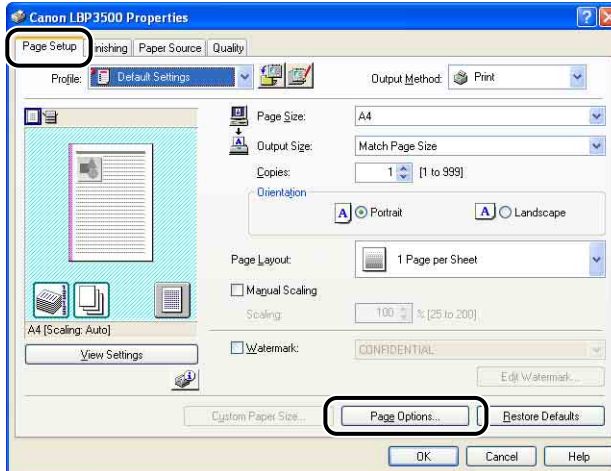 Canon LBP3500 Properties
Page Setup nishing Paper Source Quality
Profile: Default Settings Output Method: Print
Page Size: A4
Output Size: Match Page Size
Copies: 1 [1 to 999]
Orientation
A Portrait A Landscape
Page Layout: 1 Page per Sheet
Manual Scaling
Scaling: 100 % [25 to 200]
A4 [Scaling: Auto]
View Settings
Watermark: CONFIDENTIAL
Edit Watermark...
Custom Paper Size... Page Options... Restore Defaults
OK Cancel Help